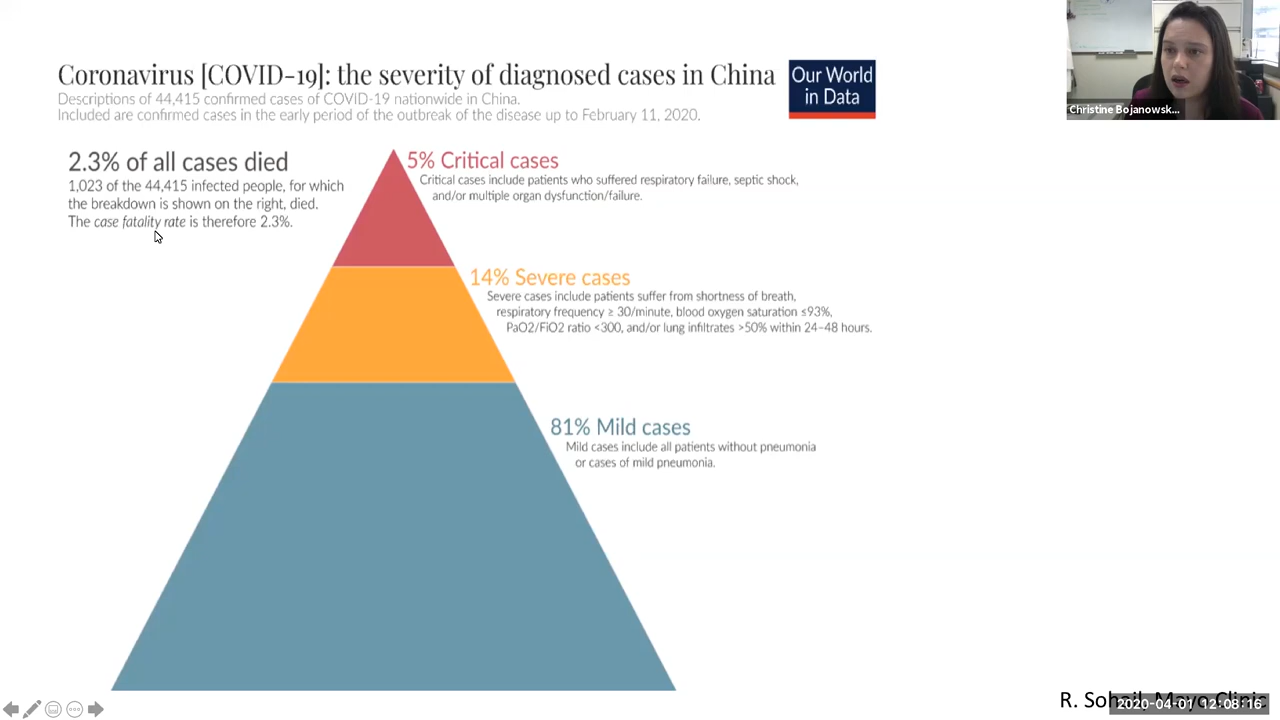 Coronavirus [COVID-19]: the severity of diagnosed cases in China
Descriptions of 44,415 confirmed cases of COVID-19 nationwide in China.
Included are confirmed cases in the early period of the outbreak of the disease up to February 11, 2020.
Our World
in Data
Christine Bojanowsk...
2.3% of all cases died
1,023 of the 44,415 infected people, for which
the breakdown is shown on the right, died.
The case fatality rate is therefore 2.3%.
5% Critical cases
Critical cases include patients who suffered respiratory failure, septic shock,
and/or multiple organ dysfunction/failure.
14% Severe cases
Severe cases include patients suffer from shortness of breath,
respiratory frequency ≥ 30/minute, blood oxygen saturation ≤93%,
PaO2/FiO2 ratio <300, and/or lung infiltrates >50% within 24–48 hours.
81% Mild cases
Mild cases include all patients without pneumonia
or cases of mild pneumonia.
R. Sohail, Mayo Clinic
2020-04-01 12:08:16